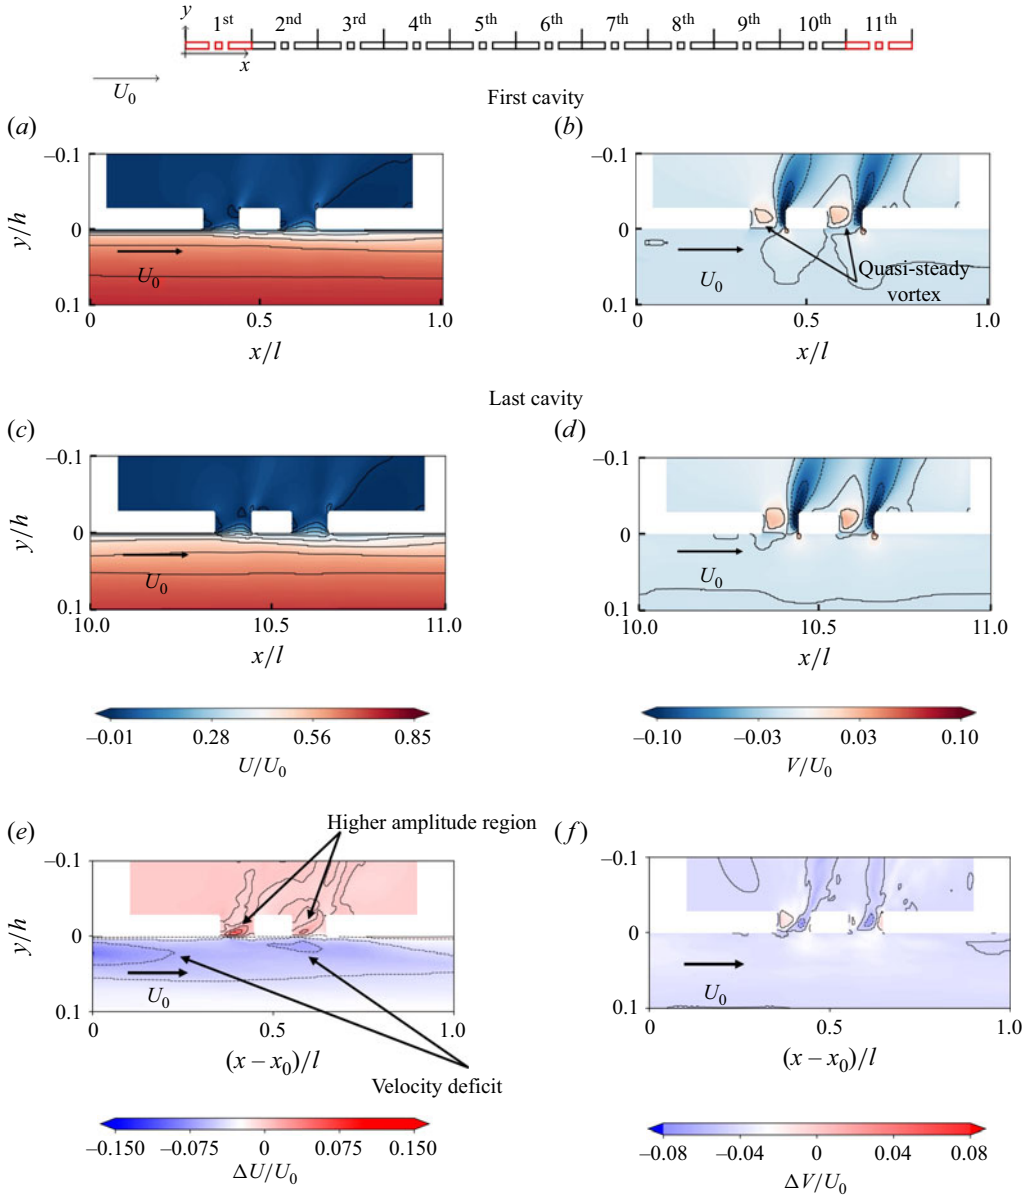 y
1st 2nd 3rd 4th 5th 6th 7th 8th 9th 10th 11th
x
U0
First cavity
(a) (b)
–0.1 –0.1
y/h 0 0
U0 U0 Quasi-steady
vortex
0.1 0.1
0 0.5 1.0 0 0.5 1.0
x/l x/l
Last cavity
(c) (d)
–0.1 –0.1
y/h 0 0
U0 U0
0.1 0.1
10.0 10.5 11.0 10.0 10.5 11.0
x/l x/l
–0.01 0.28 0.56 0.85 –0.10 –0.03 0.03 0.10
U/U0 V/U0
Higher amplitude region
(e) (f)
–0.1 –0.1
y/h 0 0
U0 U0
0.1 0.1
0 0.5 1.0 0 0.5 1.0
(x – x0)/l (x – x0)/l
Velocity deficit
–0.150 –0.075 0 0.075 0.150 –0.08 –0.04 0 0.04 0.08
ΔU/U0 ΔV/U0